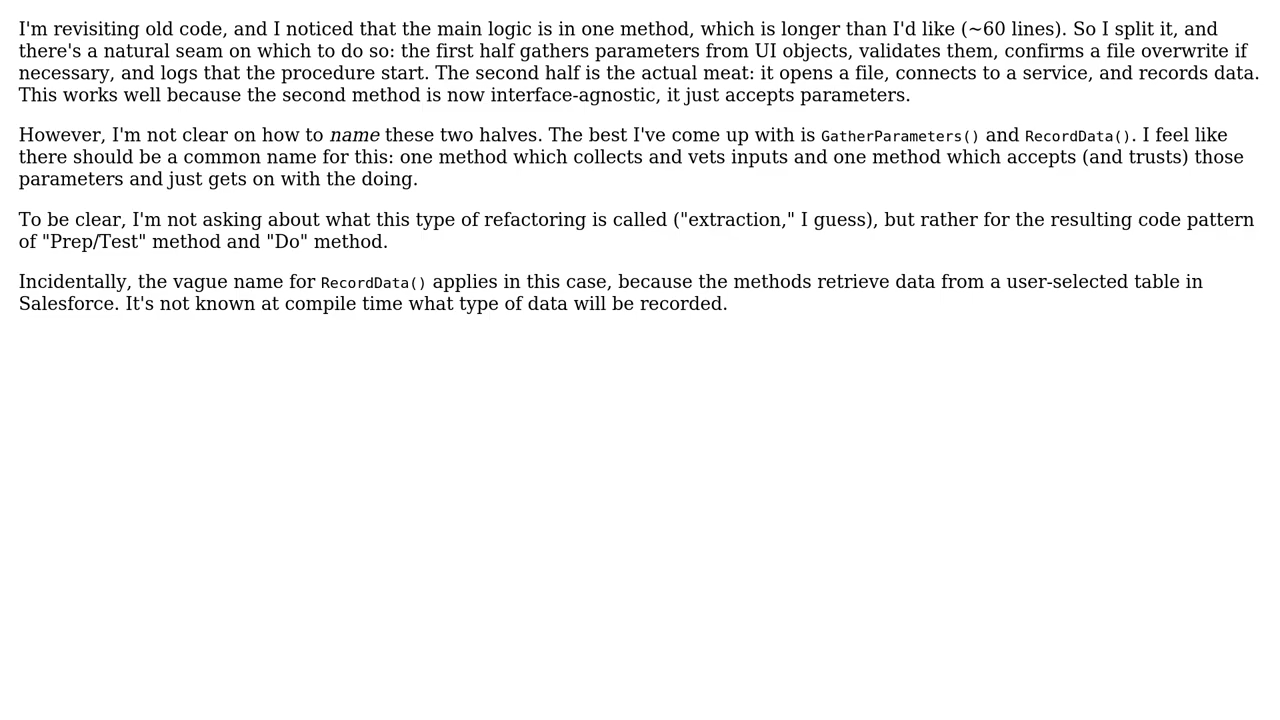 I'm revisiting old code, and I noticed that the main logic is in one method, which is longer than I'd like (~60 lines). So I split it, and
there's a natural seam on which to do so: the first half gathers parameters from UI objects, validates them, confirms a file overwrite if
necessary, and logs that the procedure start. The second half is the actual meat: it opens a file, connects to a service, and records data.
This works well because the second method is now interface-agnostic, it just accepts parameters.
However, I'm not clear on how to name these two halves. The best I've come up with is GatherParameters() and RecordData(). I feel like
there should be a common name for this: one method which collects and vets inputs and one method which accepts (and trusts) those
parameters and just gets on with the doing.
To be clear, I'm not asking about what this type of refactoring is called ("extraction," I guess), but rather for the resulting code pattern
of "Prep/Test" method and "Do" method.
Incidentally, the vague name for RecordData() applies in this case, because the methods retrieve data from a user-selected table in
Salesforce. It's not known at compile time what type of data will be recorded.